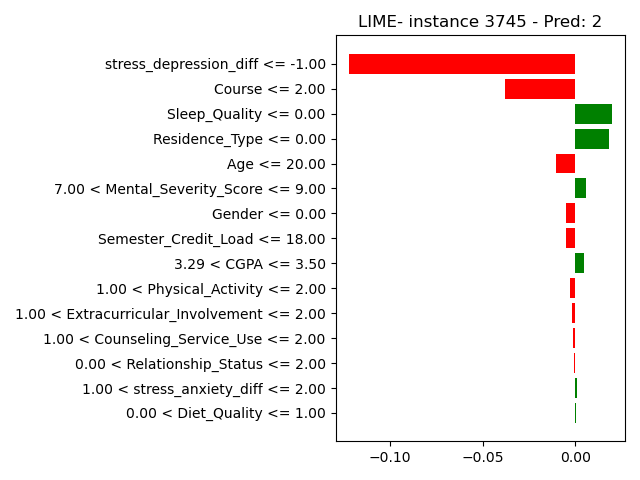 LIME- instance 3745 - Pred: 2
stress_depression_diff <= -1.00
Course <= 2.00
Sleep_Quality <= 0.00
Residence_Type <= 0.00
Age <= 20.00
7.00 < Mental_Severity_Score <= 9.00
Gender <= 0.00
Semester_Credit_Load <= 18.00
3.29 < CGPA <= 3.50
1.00 < Physical_Activity <= 2.00
1.00 < Extracurricular_Involvement <= 2.00
1.00 < Counseling_Service_Use <= 2.00
0.00 < Relationship_Status <= 2.00
1.00 < stress_anxiety_diff <= 2.00
0.00 < Diet_Quality <= 1.00
−0.10 −0.05 0.00